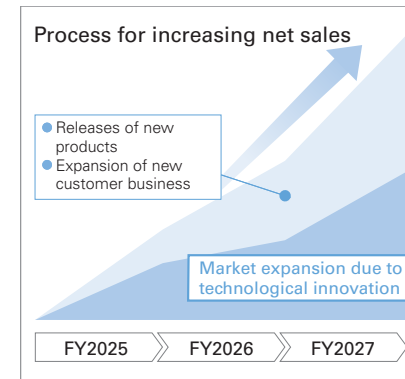 Process for increasing net sales
Releases of new
products
Expansion of new
customer business
Market expansion due to
technological innovation
FY2025
FY2026
FY2027